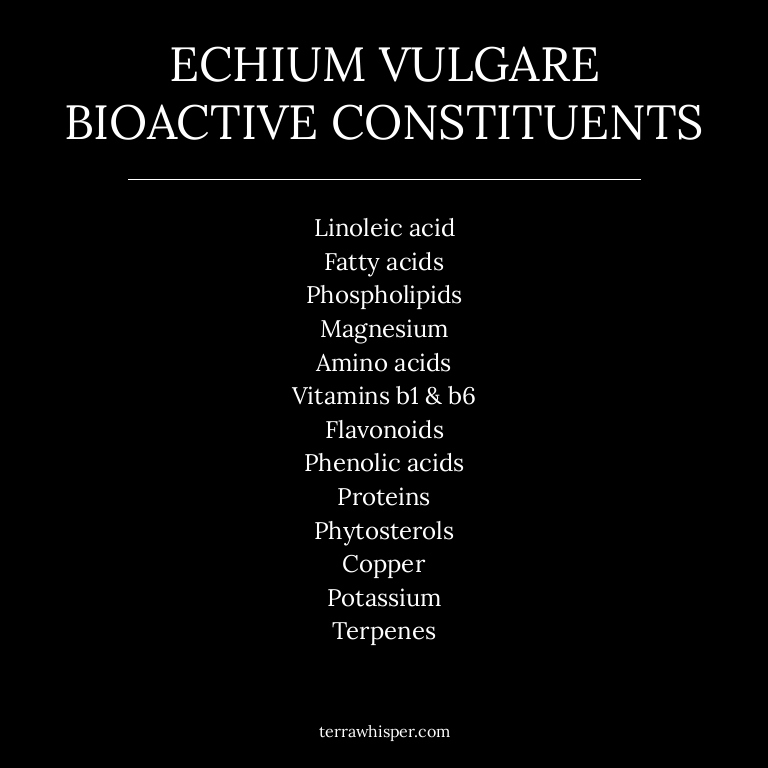 ECHIUM VULGARE
BIOACTIVE CONSTITUENTS
Linoleic acid
Fatty acids
Phospholipids
Magnesium
Amino acids
Vitamins b1 & b6
Flavonoids
Phenolic acids
Proteins
Phytosterols
Copper
Potassium
Terpenes
terrawhisper.com